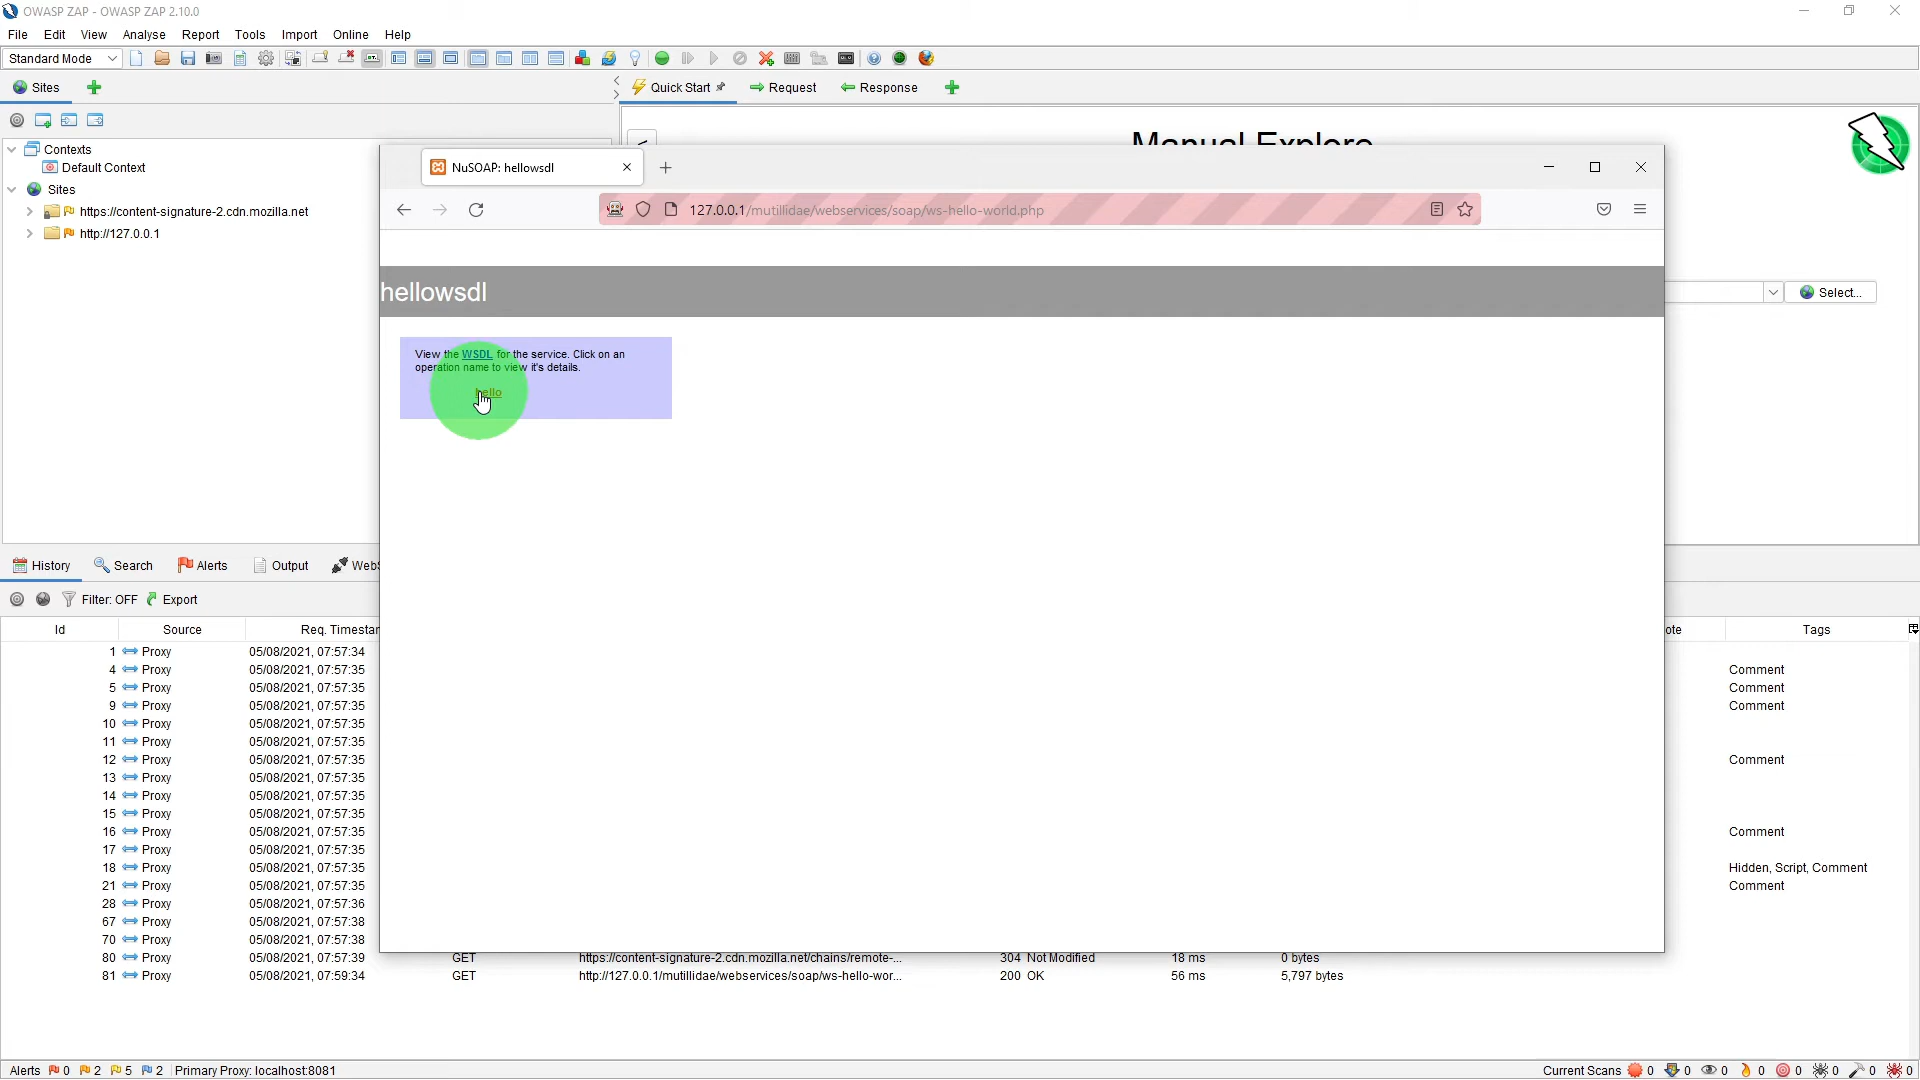 OWASP ZAP - OWASP ZAP 2.10.0
File Edit View Analyse Report Tools Import Online Help
Standard Mode
Sites
Quick Start Request Response
Manual Explore
Contexts
Default Context
Sites
https://content-signature-2.cdn.mozilla.net
http://127.0.0.1
NuSOAP: hellowsdl
127.0.0.1/mutillidae/webservices/soap/ws-hello-world.php
hellowsdl
Select...
View the WSDL for the service. Click on an
operation name to view it's details.
hello
History Search Alerts Output WebS
Filter: OFF Export
Id Source Req. Timestar ote Tags
1 Proxy 05/08/2021, 07:57:34
4 Proxy 05/08/2021, 07:57:35 Comment
5 Proxy 05/08/2021, 07:57:35 Comment
9 Proxy 05/08/2021, 07:57:35 Comment
10 Proxy 05/08/2021, 07:57:35
11 Proxy 05/08/2021, 07:57:35
12 Proxy 05/08/2021, 07:57:35 Comment
13 Proxy 05/08/2021, 07:57:35
14 Proxy 05/08/2021, 07:57:35
15 Proxy 05/08/2021, 07:57:35
16 Proxy 05/08/2021, 07:57:35 Comment
17 Proxy 05/08/2021, 07:57:35
18 Proxy 05/08/2021, 07:57:35 Hidden, Script, Comment
21 Proxy 05/08/2021, 07:57:35 Comment
28 Proxy 05/08/2021, 07:57:36
67 Proxy 05/08/2021, 07:57:38
70 Proxy 05/08/2021, 07:57:38
80 Proxy 05/08/2021, 07:57:39 GET https://content-signature-2.cdn.mozilla.net/chains/remote-... 304 Not Modified 18 ms 0 bytes
81 Proxy 05/08/2021, 07:59:34 GET http://127.0.0.1/mutillidae/webservices/soap/ws-hello-wor... 200 OK 56 ms 5,797 bytes
Alerts 0 2 5 2 Primary Proxy: localhost:8081 Current Scans 0 0 0 0 0 0 0 0